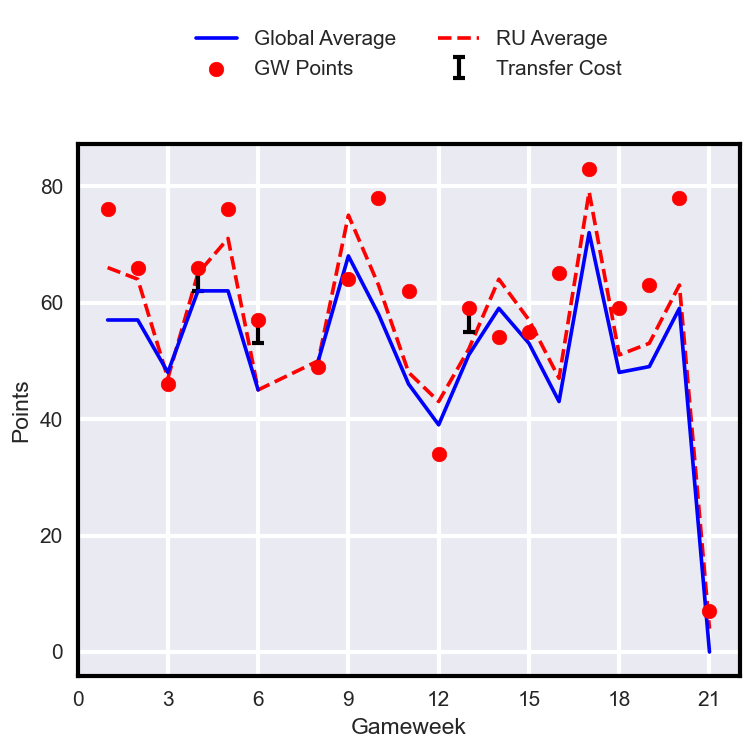 Global Average
RU Average
GW Points
Transfer Cost
80
60
40
20
0
Points
0 3 6 9 12 15 18 21
Gameweek